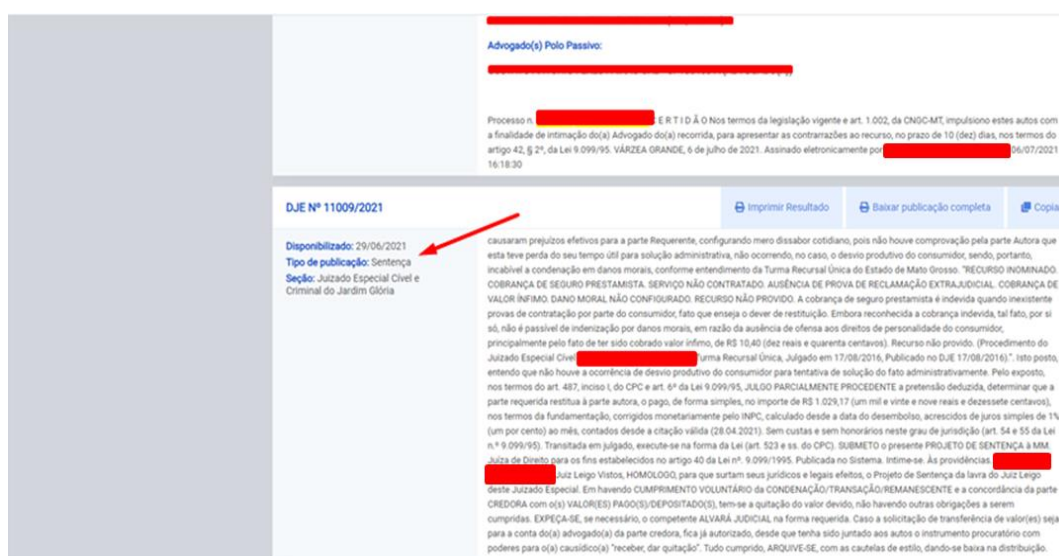 Advogado(s) Polo Passivo:
Processo n. E R T I D Ã O Nos termos da legislação vigente e art. 1.002, da CNGC-MT, impulsiono estes autos com
a finalidade de intimação do(a) Advogado do(a) recorrida, para apresentar as contrarrazões ao recurso, no prazo de 10 (dez) dias, nos termos do
artigo 42, § 2º, da Lei 9.099/95. VÁRZEA GRANDE, 6 de julho de 2021. Assinado eletronicamente por 06/07/2021
16:18:30
DJE Nº 11009/2021
Imprimir Resultado
Baixar publicação completa
Copia
Disponibilizado: 29/06/2021
Tipo de publicação: Sentença
Seção: Juizado Especial Cível e
Criminal do Jardim Glória
causaram prejuízos efetivos para a parte Requerente, configurando mero dissabor cotidiano, pois não houve comprovação pela parte Autora que
esta teve perda do seu tempo útil para solução administrativa, não ocorrendo, no caso, o desvio produtivo do consumidor, sendo, portanto,
incabível a condenação em danos morais, conforme entendimento da Turma Recursal Única do Estado de Mato Grosso. "RECURSO INOMINADO.
COBRANÇA DE SEGURO PRESTAMISTA. SERVIÇO NÃO CONTRATADO. AUSÊNCIA DE PROVA DE RECLAMAÇÃO EXTRAJUDICIAL. COBRANÇA DE
VALOR ÍNFIMO. DANO MORAL NÃO CONFIGURADO. RECURSO NÃO PROVIDO. A cobrança de seguro prestamista é indevida quando inexistente
provas de contratação por parte do consumidor, fato que enseja o dever de restituição. Embora reconhecida a cobrança indevida, tal fato, por si
só, não é passível de indenização por danos morais, em razão da ausência de ofensa aos direitos de personalidade do consumidor,
principalmente pelo fato de ter sido cobrado valor ínfimo, de R$ 10,40 (dez reais e quarenta centavos). Recurso não provido. (Procedimento do
Juizado Especial Cível Turma Recursal Única, Julgado em 17/08/2016, Publicado no DJE 17/08/2016).". Isto posto,
entendo que não houve a ocorrência de desvio produtivo do consumidor para tentativa de solução do fato administrativamente. Pelo exposto,
nos termos do art. 487, inciso I, do CPC e art. 6º da Lei 9.099/95, JULGO PARCIALMENTE PROCEDENTE a pretensão deduzida, determinar que a
parte requerida restitua à parte autora, o pago, de forma simples, no importe de R$ 1.029,17 (um mil e vinte e nove reais e dezessete centavos),
nos termos da fundamentação, corrigidos monetariamente pelo INPC, calculado desde a data do desembolso, acrescidos de juros simples de 1%
(um por cento) ao mês, contados desde a citação válida (28.04.2021). Sem custas e sem honorários neste grau de jurisdição (art. 54 e 55 da Lei
n.º 9.099/95). Transitada em julgado, execute-se na forma da Lei (art. 523 e ss. do CPC). SUBMETO o presente PROJETO DE SENTENÇA à MM.
Juíza de Direito para os fins estabelecidos no artigo 40 da Lei nº. 9.099/1995. Publicada no Sistema. Intime-se. Às providências.
Juiz Leigo Vistos, HOMOLOGO, para que surtam seus jurídicos e legais efeitos, o Projeto de Sentença da lavra do Juiz Leigo
deste Juizado Especial. Em havendo CUMPRIMENTO VOLUNTÁRIO da CONDENAÇÃO/TRANSAÇÃO/REMANESCENTE e a concordância da parte
CREDORA com o(s) VALOR(ES) PAGO(S)/DEPOSITADO(S), tem-se a quitação do valor devido, não havendo outras obrigações a serem
cumpridas. EXPEÇA-SE, se necessário, o competente ALVARÁ JUDICIAL na forma requerida. Caso a solicitação de transferência de valor(es) seja
para a conta do(a) advogado(a) da parte credora, fica já autorizado, desde que tenha sido juntado aos autos o instrumento procuratório com
poderes para o(a) causídico(a) "receber, dar quitação". Tudo cumprido, ARQUIVE-SE, com as cautelas de estilo, dando-se baixa na distribuição.